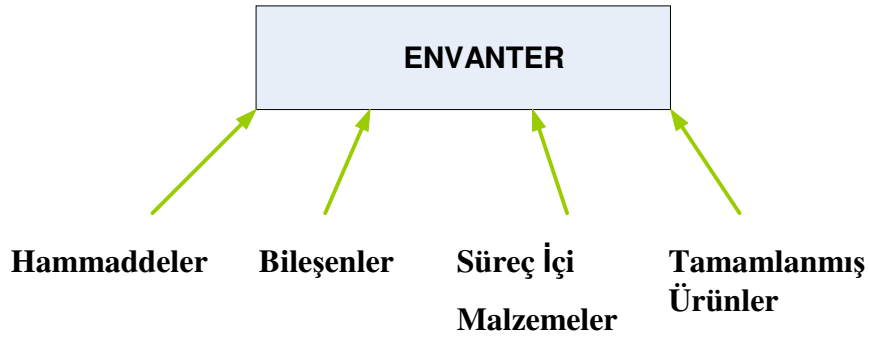 ENVANTER
Hammaddeler
Bileşenler
Süreç İçi
Malzemeler
Tamamlanmış
Ürünler